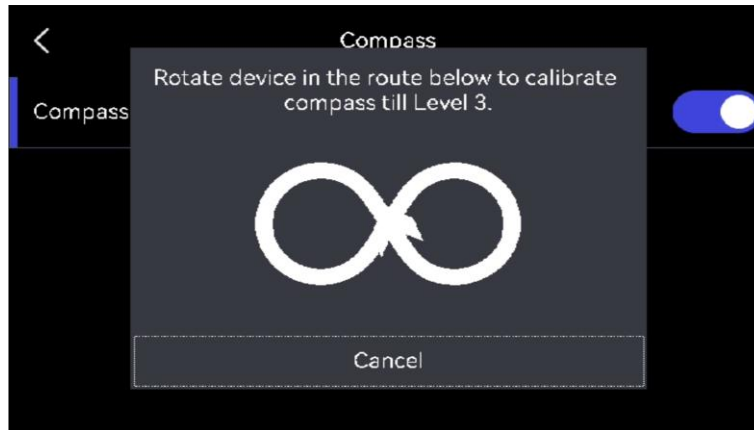 Compass
Rotate device in the route below to calibrate
compass till Level 3.
Compass
Cancel